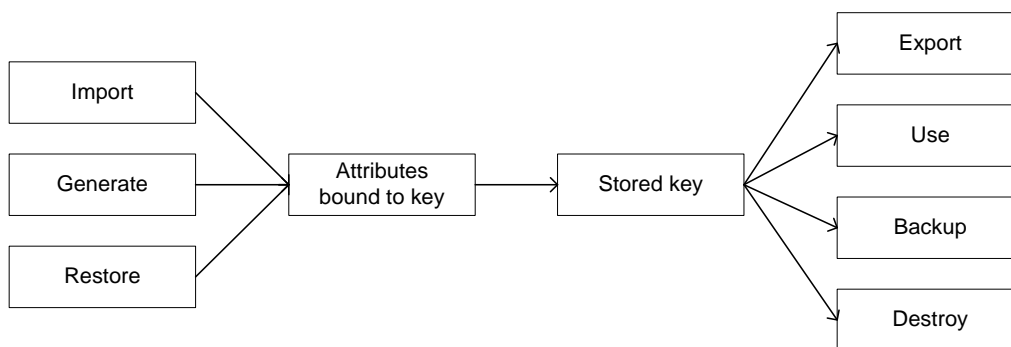 Import
Generate
Restore
Attributes
bound to key
Stored key
Export
Use
Backup
Destroy